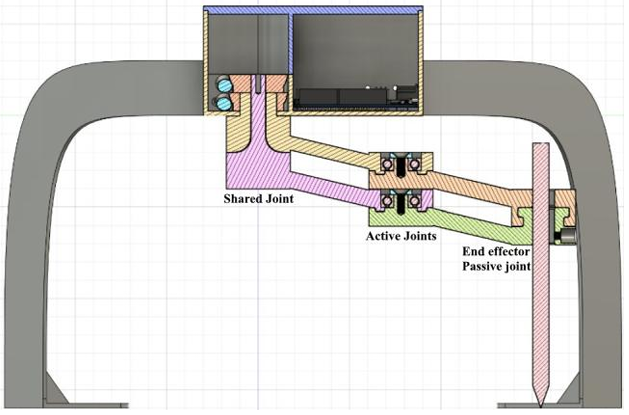 Shared Joint
Active Joints
End effector
Passive joint